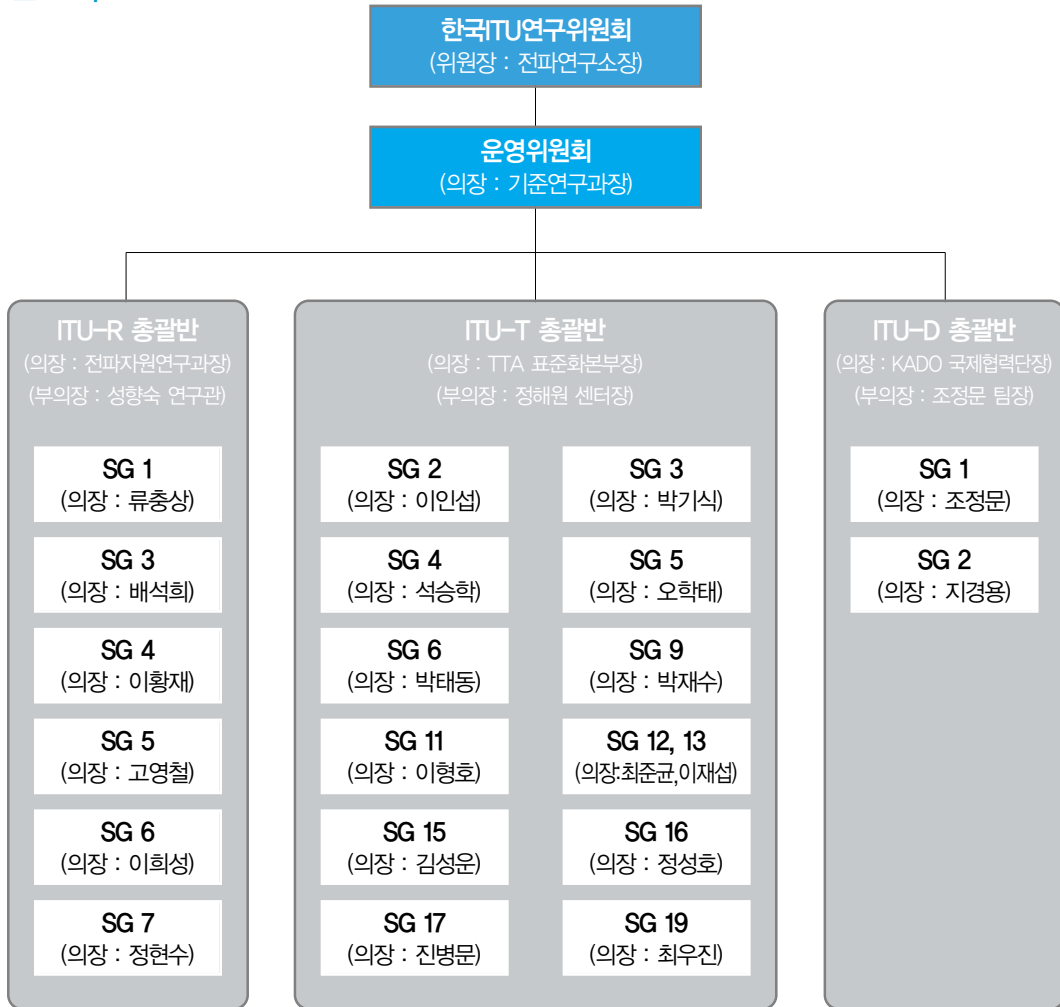 한국ITU연구위원회
(위원장 : 전파연구소장)
운영위원회
(의장 : 기준연구과장)
ITU-R 총괄반
(의장 : 전파자원연구과장)
(부의장 : 성향숙 연구관)
SG 1
(의장 : 류충상)
SG 3
(의장 : 배석희)
SG 4
(의장 : 이황재)
SG 5
(의장 : 고영철)
SG 6
(의장 : 이희성)
SG 7
(의장 : 정현수)
ITU-T 총괄반
(의장 : TTA 표준화본부장)
(부의장 : 정해원 센터장)
SG 2
(의장 : 이인섭)
SG 3
(의장 : 박기식)
SG 4
(의장 : 석승학)
SG 5
(의장 : 오학태)
SG 6
(의장 : 박태동)
SG 9
(의장 : 박재수)
SG 11
(의장 : 이형호)
SG 12, 13
(의장:최준균,이재섭)
SG 15
(의장 : 김성운)
SG 16
(의장 : 정성호)
SG 17
(의장 : 진병문)
SG 19
(의장 : 최우진)
ITU-D 총괄반
(의장 : KADO 국제협력단장)
(부의장 : 조정문 팀장)
SG 1
(의장 : 조정문)
SG 2
(의장 : 지경용)